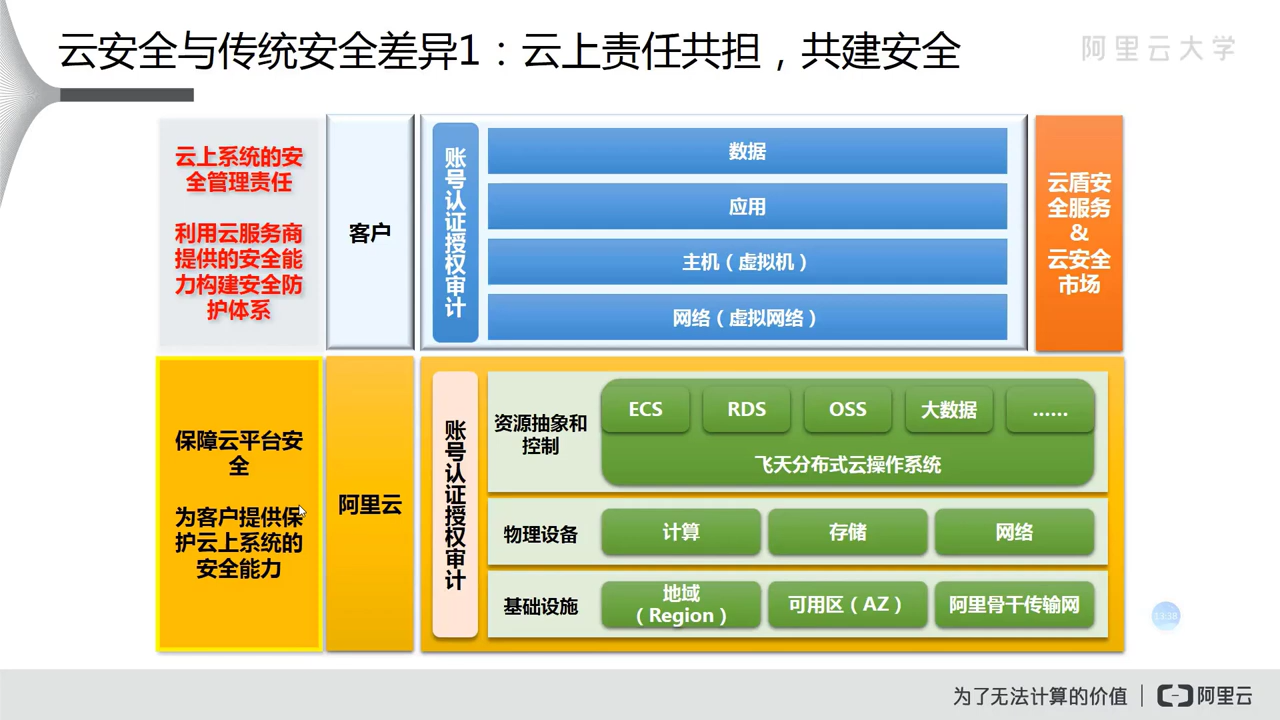 云安全与传统安全差异1：云上责任共担，共建安全
阿里云大学
云上系统的安
全管理责任
利用云服务商
提供的安全能
力构建安全防
护体系
客户
账号认证授权审计
数据
应用
主机（虚拟机）
网络（虚拟网络）
云盾安
全服务
&
云安全
市场
保障云平台安
全
为客户提供保
护云上系统的
安全能力
阿里云
账号认证授权审计
资源抽象和
控制
ECS
RDS
OSS
大数据
……
飞天分布式云操作系统
物理设备
计算
存储
网络
基础设施
地域
（Region）
可用区（AZ）
阿里骨干传输网
13:38
为了无法计算的价值
阿里云